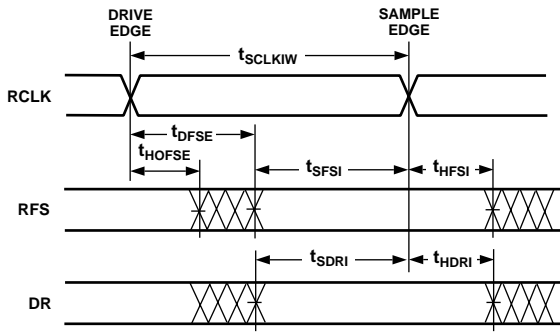 DRIVE
EDGE
SAMPLE
EDGE
tSCLKIW
RCLK
tDFSE
tHOFSE
tSFSI
tHFSI
RFS
tSDRI
tHDRI
DR